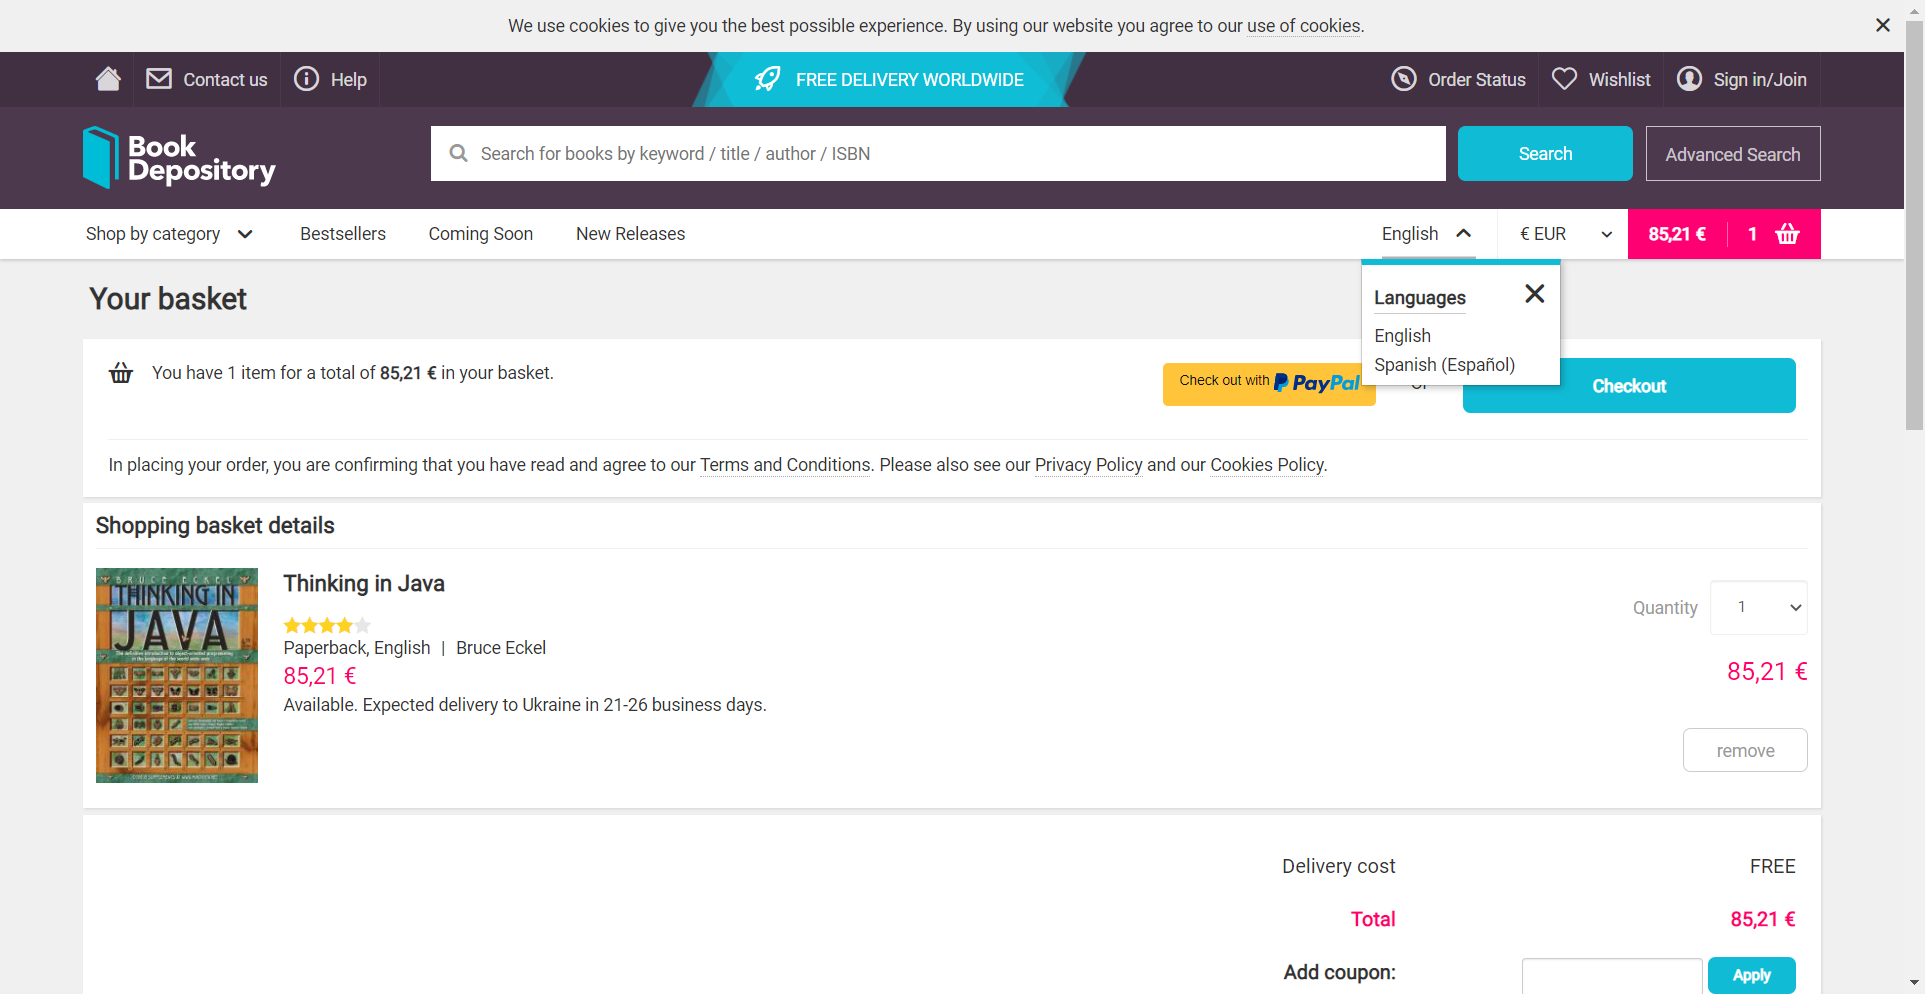 We use cookies to give you the best possible experience. By using our website you agree to our use of cookies.
Contact us
Help
FREE DELIVERY WORLDWIDE
Order Status
Wishlist
Sign in/Join
Book
Depository
Search for books by keyword / title / author / ISBN
Search
Advanced Search
Shop by category
Bestsellers
Coming Soon
New Releases
English
€ EUR
85,21 €
1
Languages
English
Spanish (Español)
Your basket
You have 1 item for a total of 85,21 € in your basket.
Check out with PayPal
Checkout
In placing your order, you are confirming that you have read and agree to our Terms and Conditions. Please also see our Privacy Policy and our Cookies Policy.
Shopping basket details
BRUCE ECKEL
THINKING IN
JAVA
Thinking in Java
Paperback, English | Bruce Eckel
85,21 €
Available. Expected delivery to Ukraine in 21-26 business days.
Quantity
1
85,21 €
remove
Delivery cost
FREE
Total
85,21 €
Add coupon:
Apply